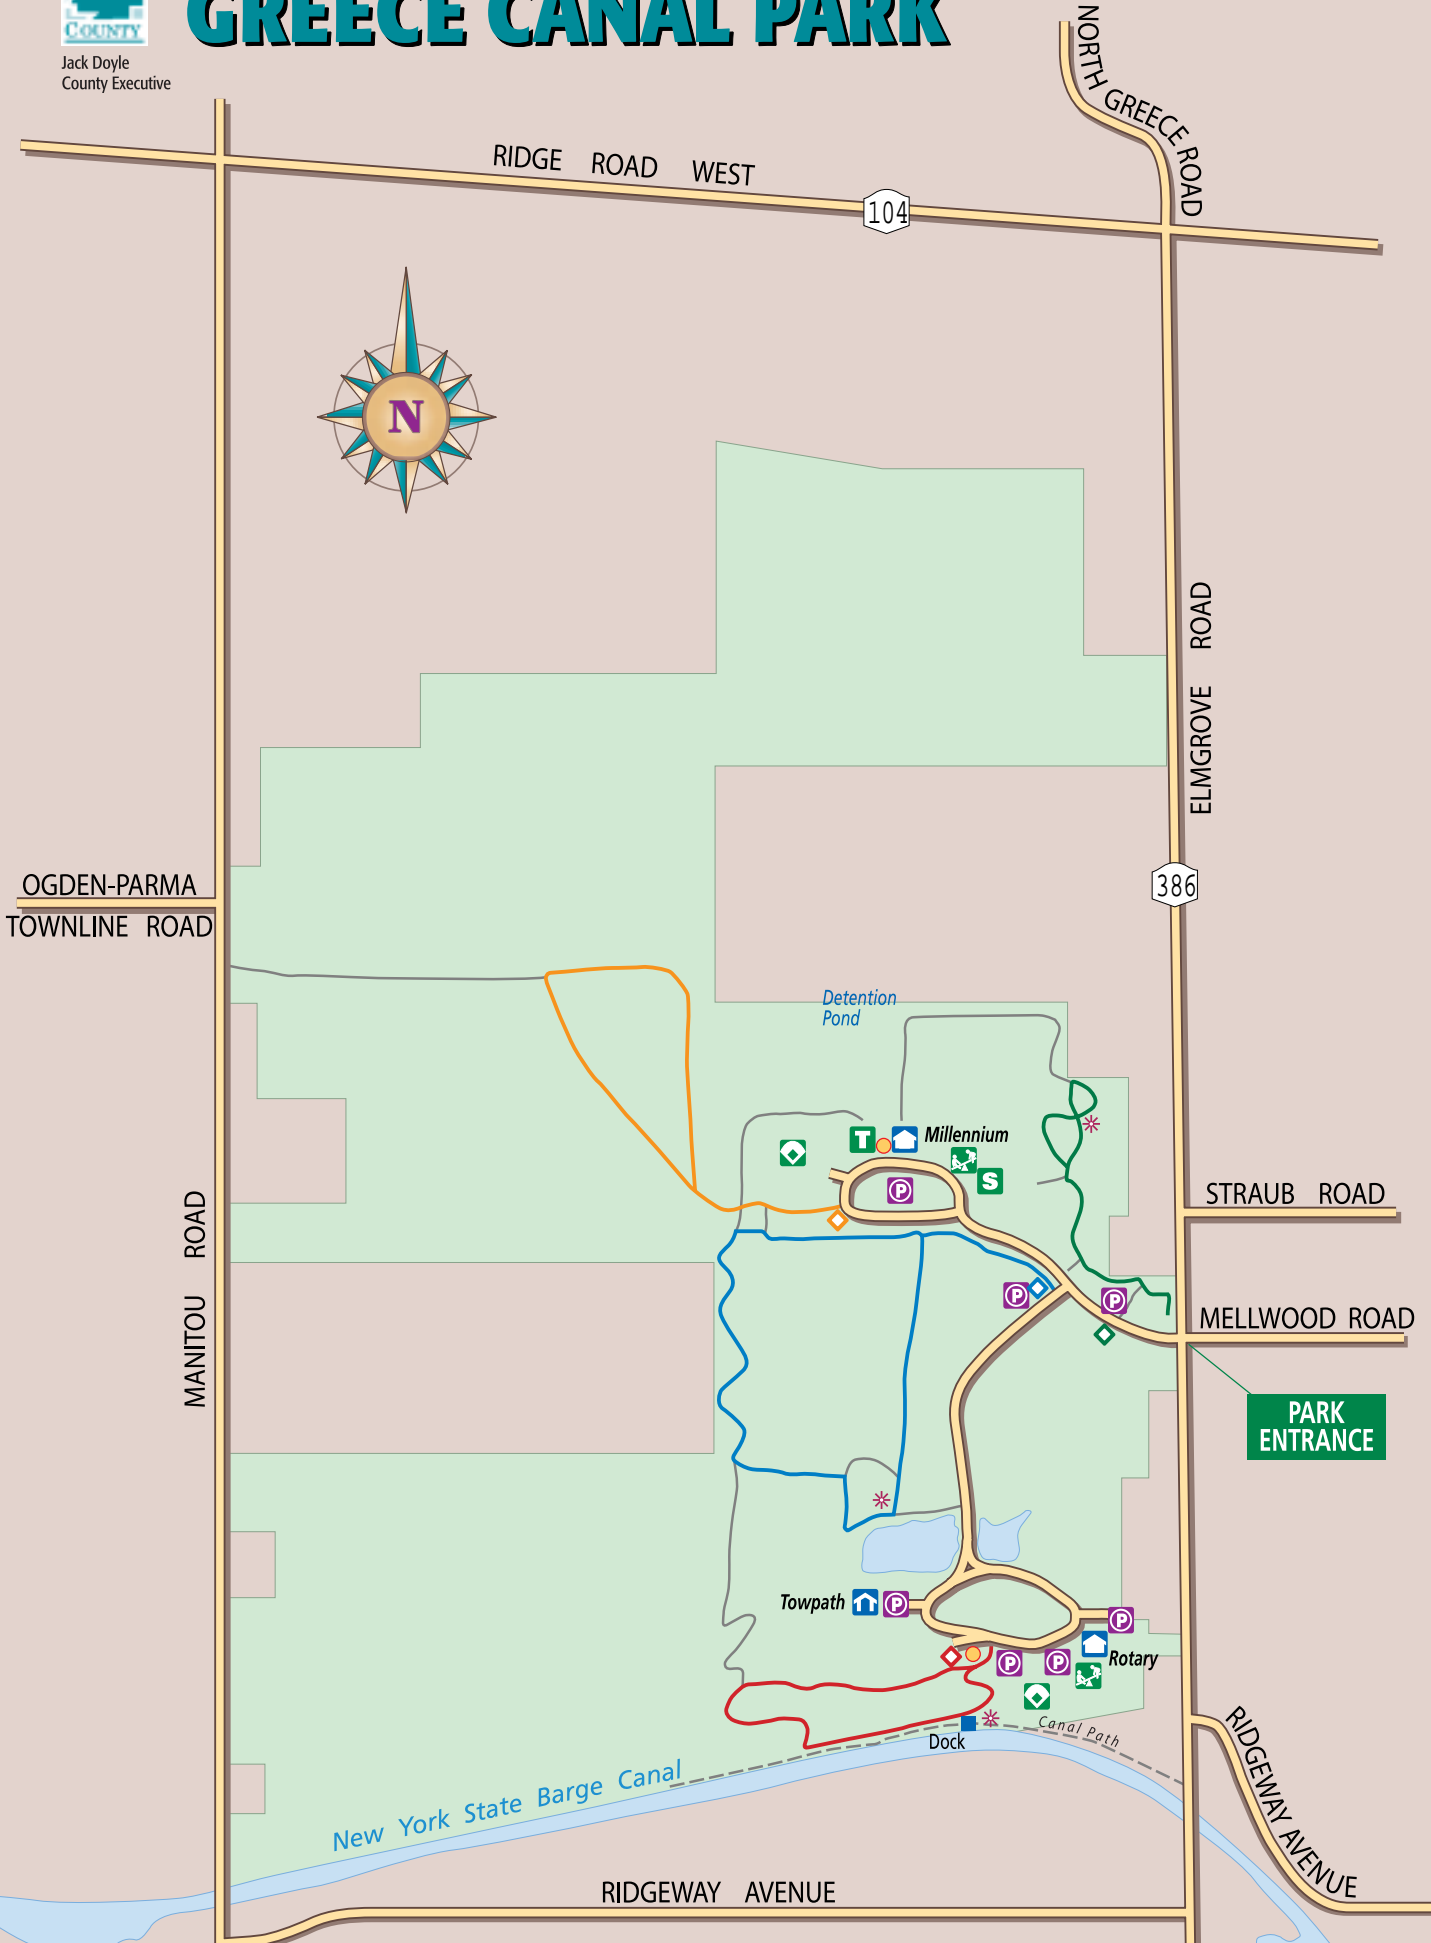 GREECE CANAL PARK
COUNTY
Jack Doyle
County Executive
NORTH GREECE ROAD
RIDGE ROAD WEST
104
N
ELMGROVE ROAD
386
OGDEN-PARMA
TOWNLINE ROAD
Detention
Pond
T
Millennium
S
P
STRAUB ROAD
MANITOU ROAD
P
P
MELLWOOD ROAD
PARK
ENTRANCE
Towpath
P
P
P
P
Rotary
Canal Path
Dock
RIDGEWAY AVENUE
New York State Barge Canal
RIDGEWAY AVENUE